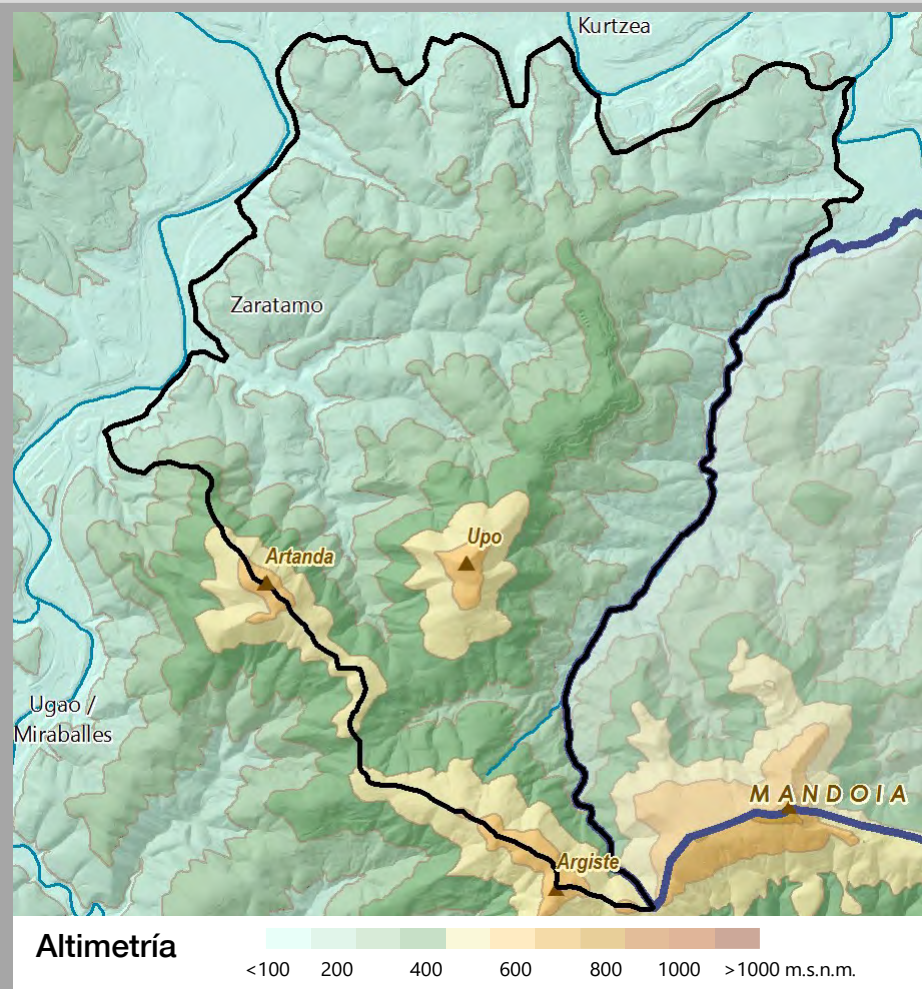 Kurtzea
Zaratamo
Upo
Artanda
Ugao /
Miraballes
MANDOIA
Argiste
Altimetría
<100 200 400 600 800 1000 >1000 m.s.n.m.